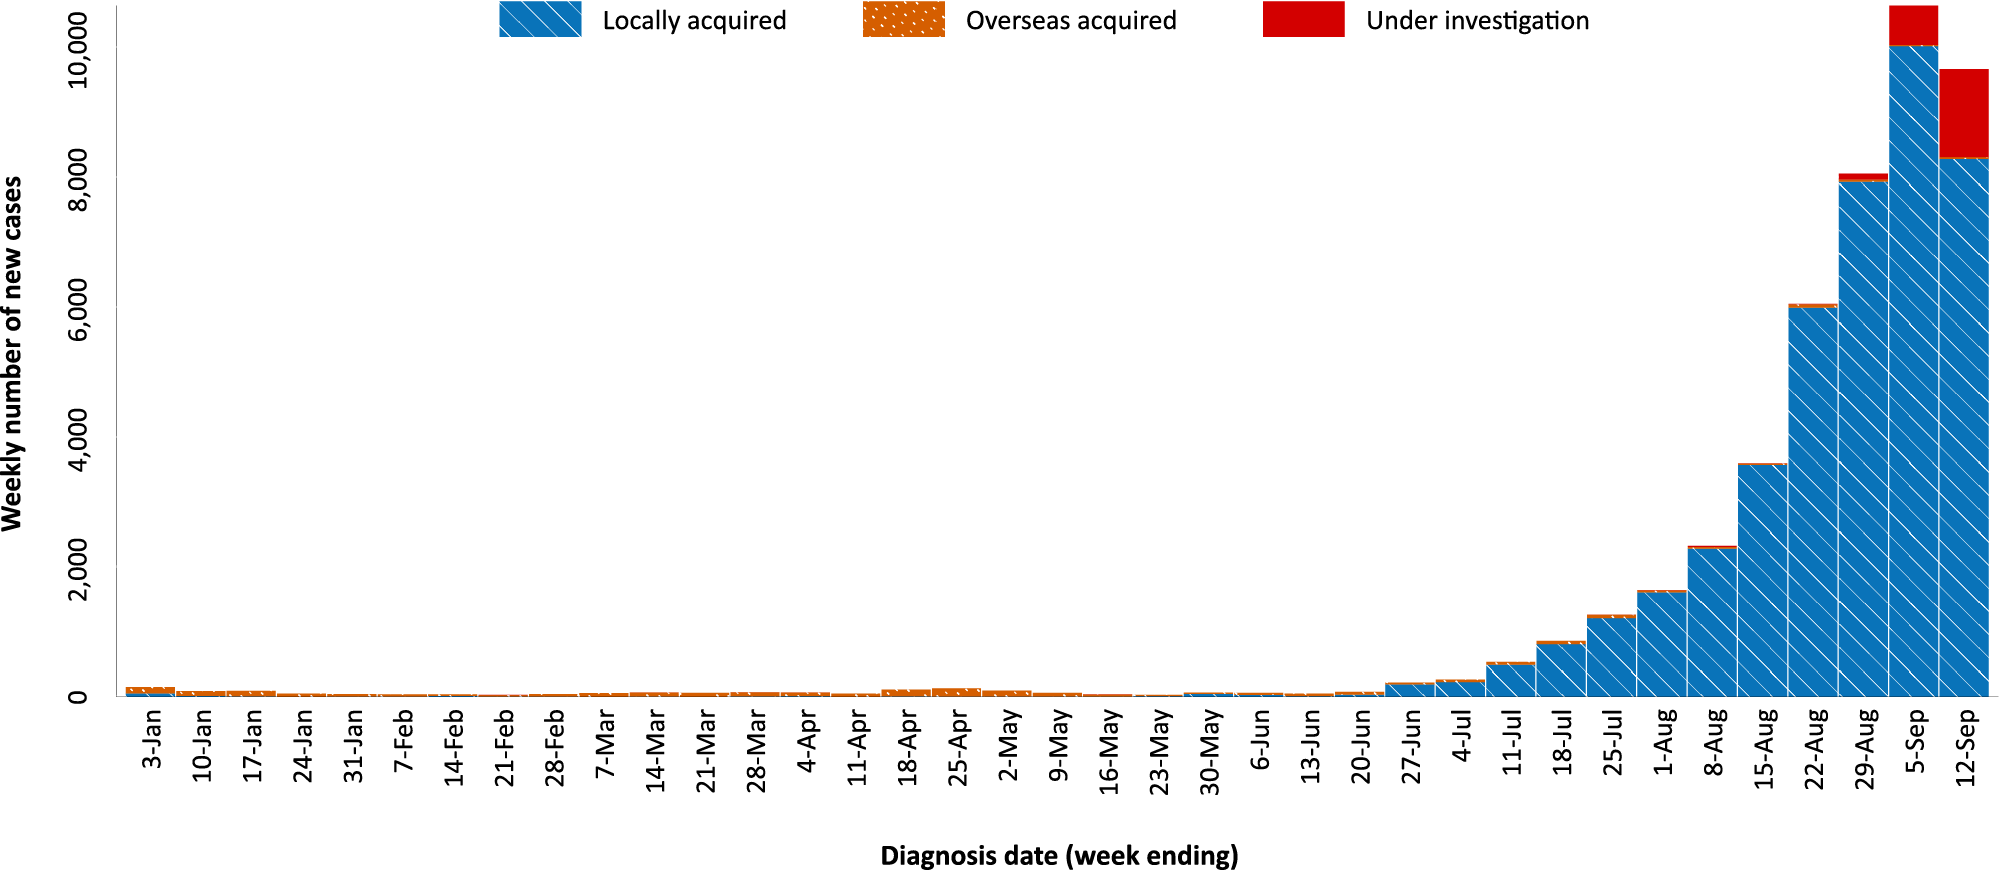 Locally acquired
Overseas acquired
Under investigation
Weekly number of new cases
10,000
8,000
6,000
4,000
2,000
0
3-Jan
10-Jan
17-Jan
24-Jan
31-Jan
7-Feb
14-Feb
21-Feb
28-Feb
7-Mar
14-Mar
21-Mar
28-Mar
4-Apr
11-Apr
18-Apr
25-Apr
2-May
9-May
16-May
23-May
30-May
6-Jun
13-Jun
20-Jun
27-Jun
4-Jul
11-Jul
18-Jul
25-Jul
1-Aug
8-Aug
15-Aug
22-Aug
29-Aug
5-Sep
12-Sep
Diagnosis date (week ending)